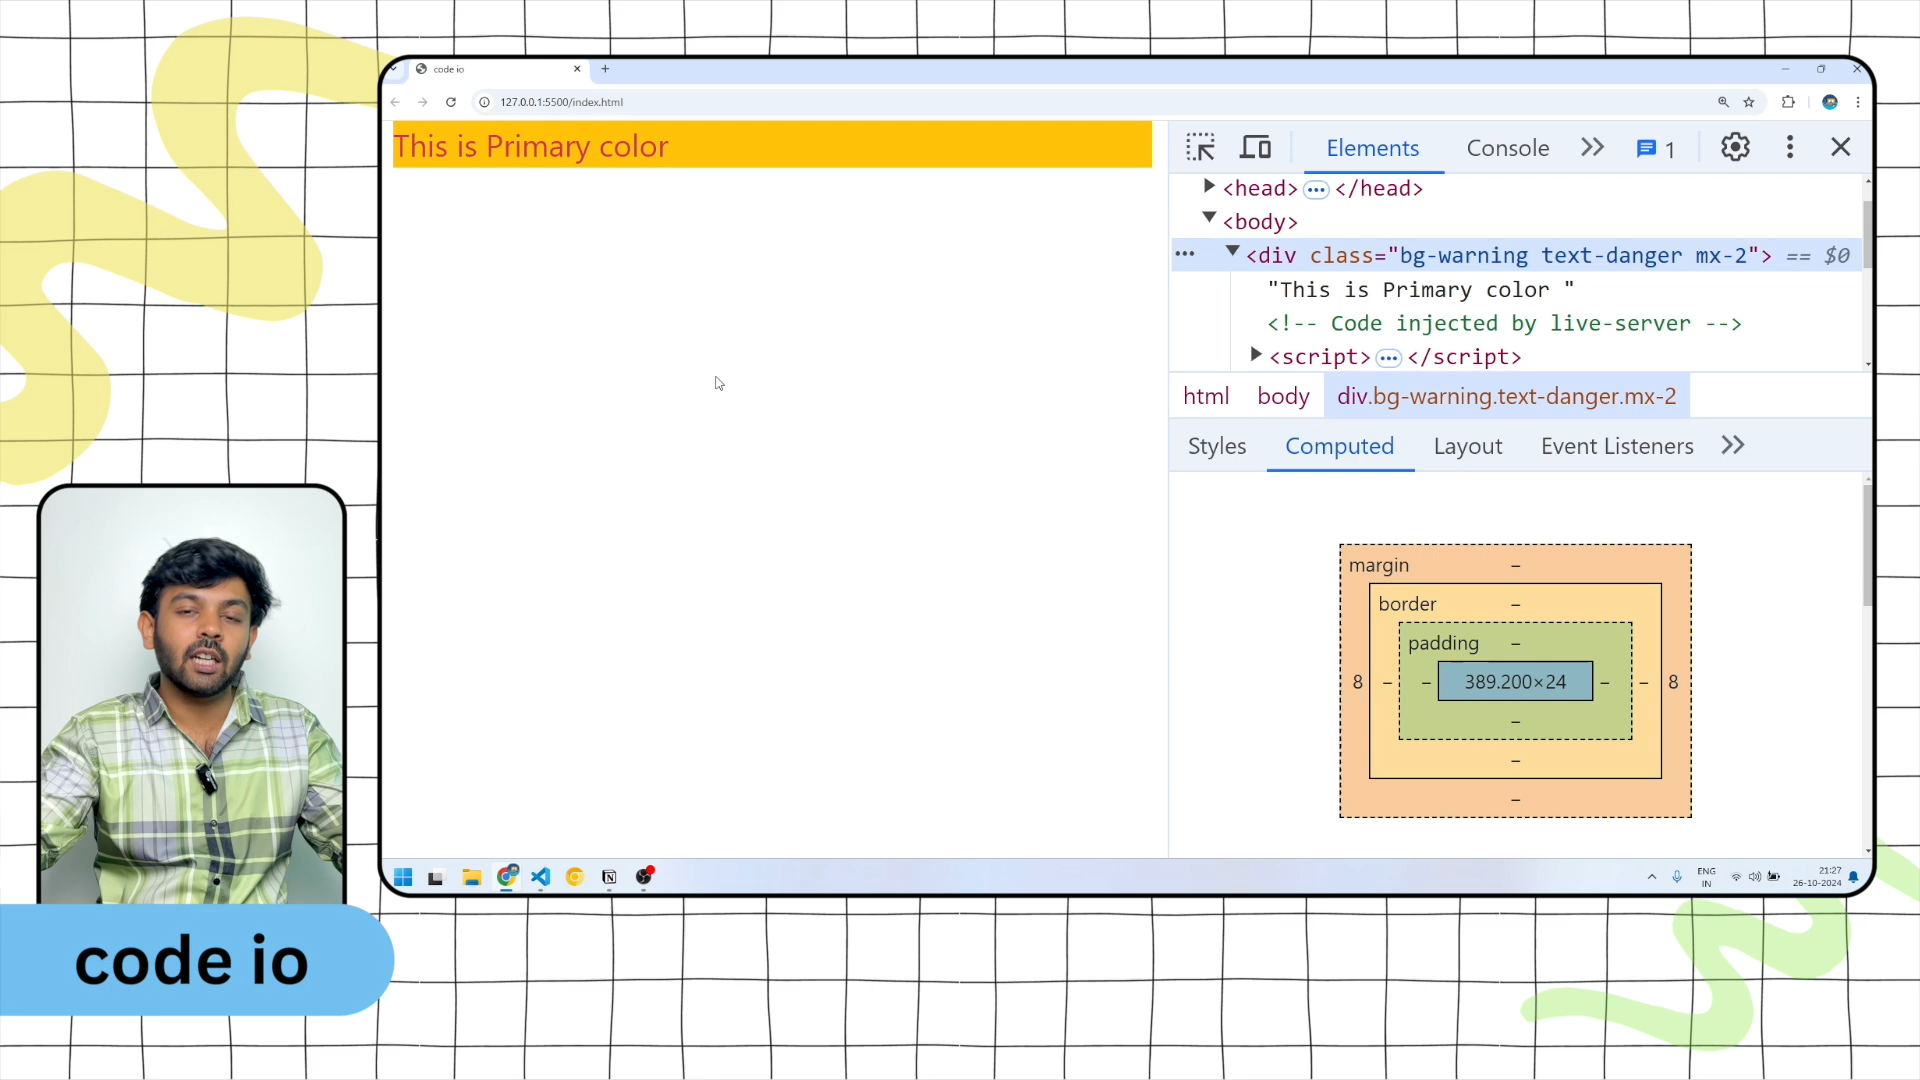 code io
127.0.0.1:5500/index.html
This is Primary color
Elements
Console
1
<head> ••• </head>
<body>
••• <div class="bg-warning text-danger mx-2"> == $0
"This is Primary color "
<!-- Code injected by live-server -->
<script> ••• </script>
html body div.bg-warning.text-danger.mx-2
Styles Computed Layout Event Listeners
margin –
border –
padding –
8 – – 389.200×24 – – 8
–
–
–
ENG
IN
21:27
26-10-2024
code io